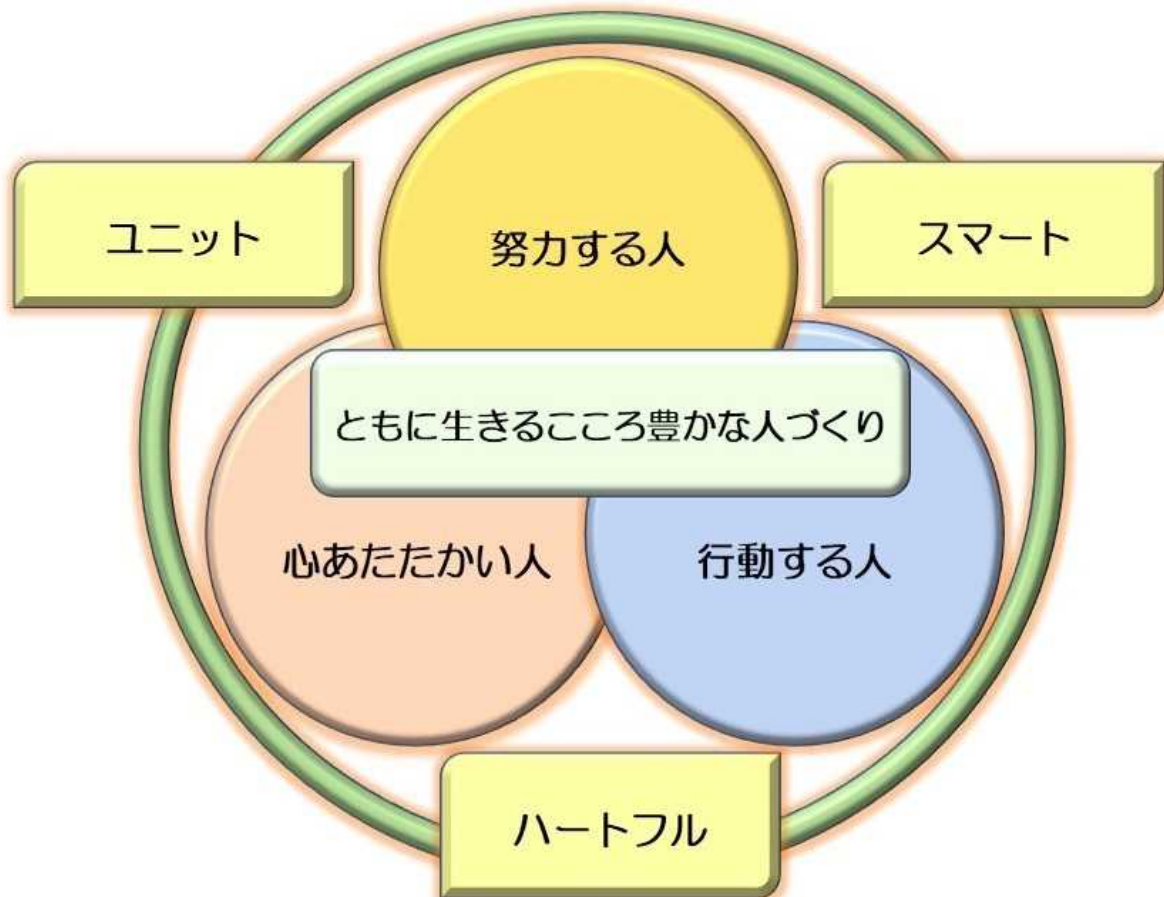 ユニット
努力する人
スマート
ともに生きるこころ豊かな人づくり
心あたたかい人
行動する人
ハートフル